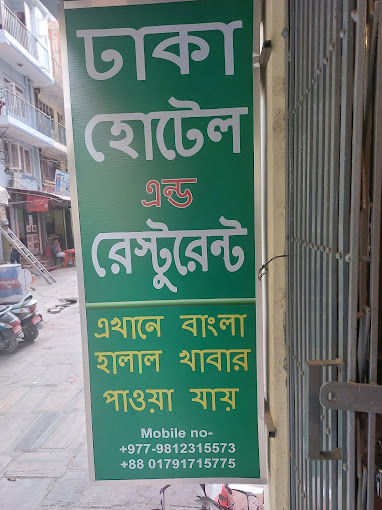 ঢাকা
হোটেল
এন্ড
রেস্টুরেন্ট
এখানে বাংলা
হালাল খাবার
পাওয়া যায়
Mobile no-
+977-9812315573
+88 01791715775